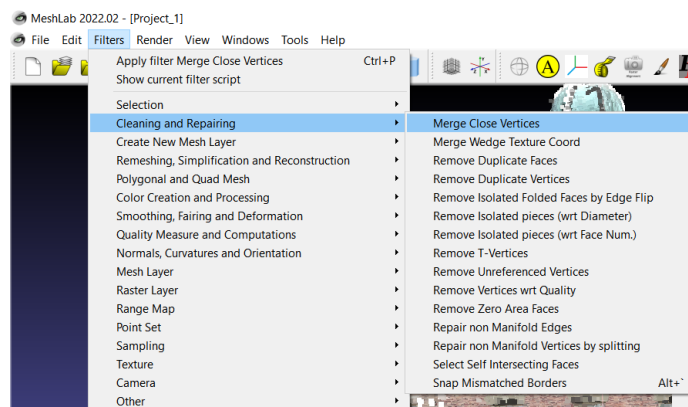 MeshLab 2022.02 - [Project_1]
File Edit Filters Render View Windows Tools Help
Apply filter Merge Close Vertices Ctrl+P
Show current filter script
A
Selection
Cleaning and Repairing
Create New Mesh Layer
Remeshing, Simplification and Reconstruction
Polygonal and Quad Mesh
Color Creation and Processing
Smoothing, Fairing and Deformation
Quality Measure and Computations
Normals, Curvatures and Orientation
Mesh Layer
Raster Layer
Range Map
Point Set
Sampling
Texture
Camera
Other
Merge Close Vertices
Merge Wedge Texture Coord
Remove Duplicate Faces
Remove Duplicate Vertices
Remove Isolated Folded Faces by Edge Flip
Remove Isolated pieces (wrt Diameter)
Remove Isolated pieces (wrt Face Num.)
Remove T-Vertices
Remove Unreferenced Vertices
Remove Vertices wrt Quality
Remove Zero Area Faces
Repair non Manifold Edges
Repair non Manifold Vertices by splitting
Select Self Intersecting Faces
Snap Mismatched Borders Alt+`